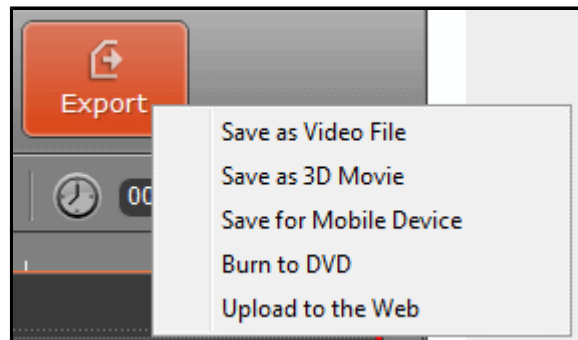 Export
Save as Video File
Save as 3D Movie
00
Save for Mobile Device
Burn to DVD
Upload to the Web